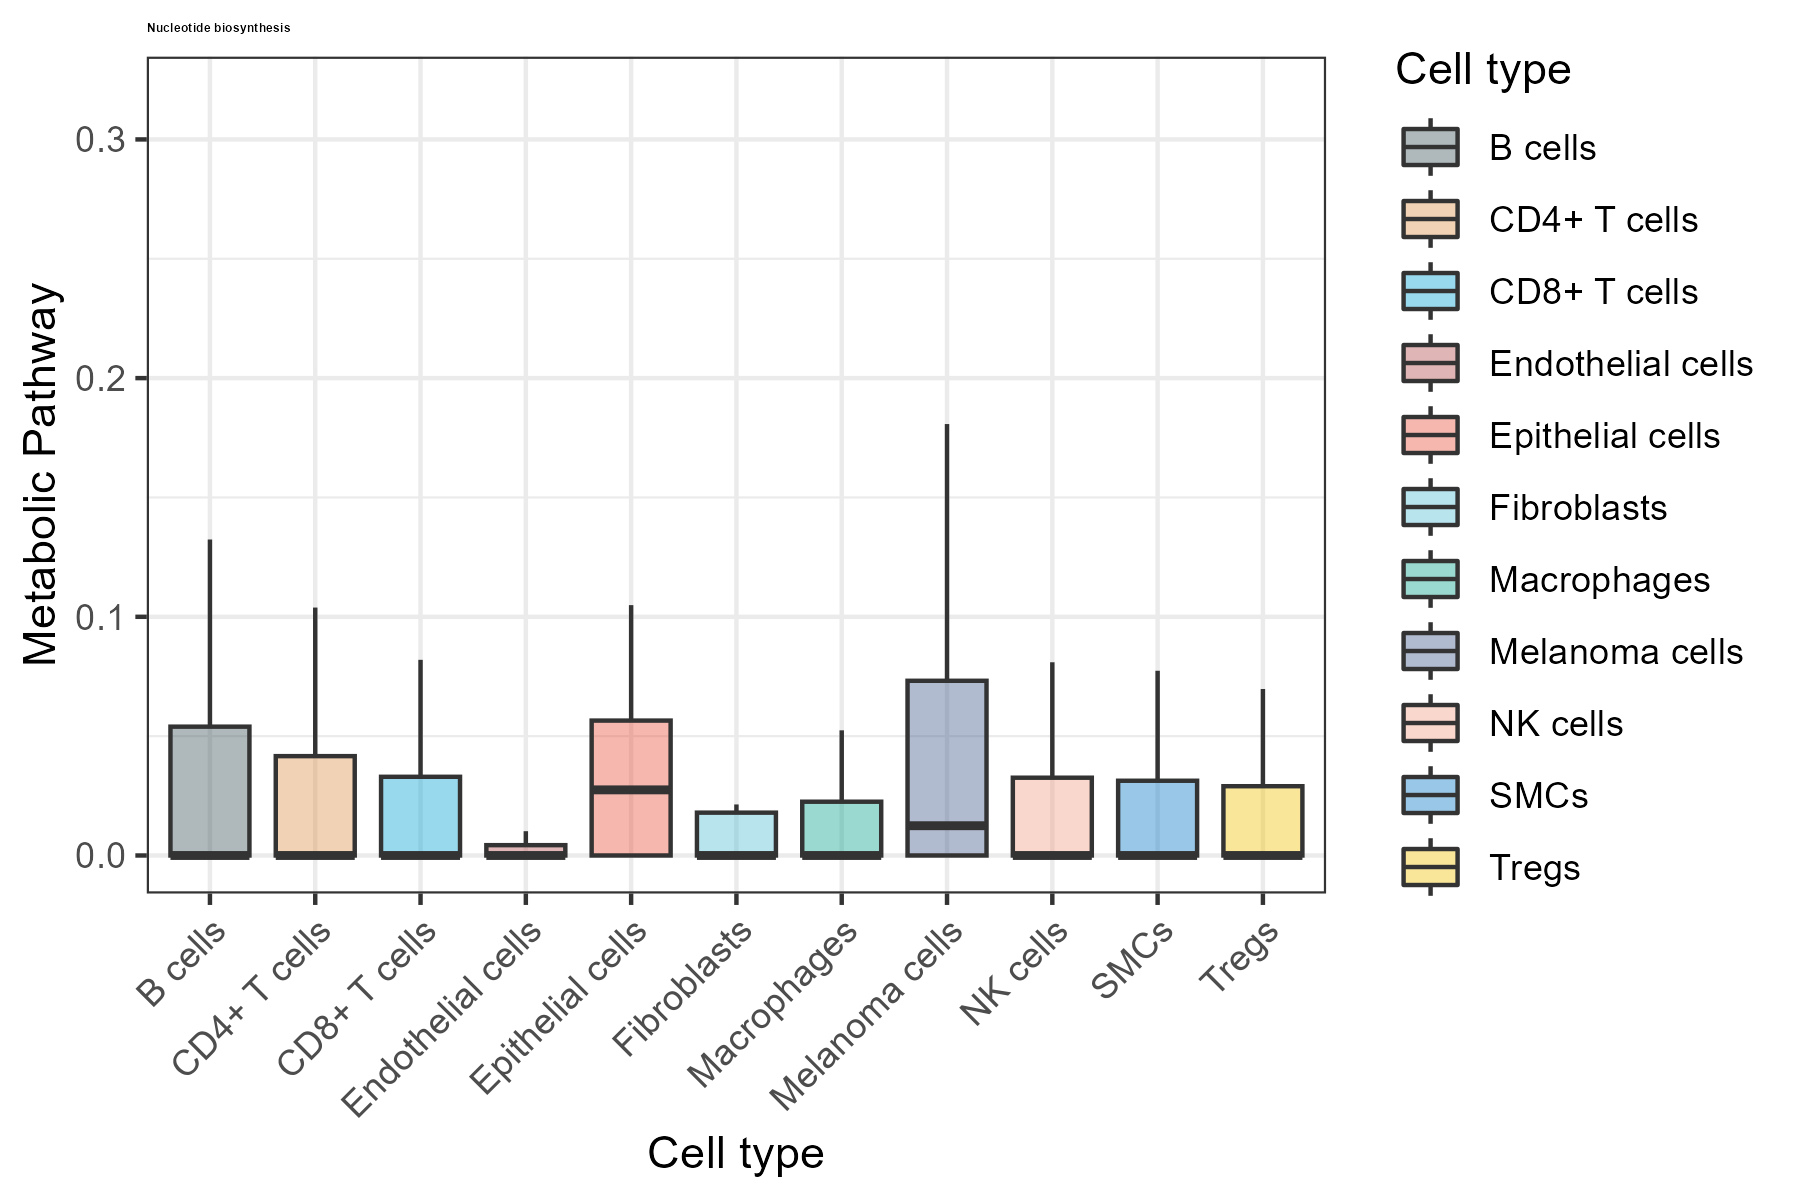 Nucleotide biosynthesis
Metabolic Pathway
0.3
0.2
0.1
0.0
B cells
CD4+ T cells
CD8+ T cells
Endothelial cells
Epithelial cells
Fibroblasts
Macrophages
Melanoma cells
NK cells
SMCs
Tregs
Cell type
Cell type
B cells
CD4+ T cells
CD8+ T cells
Endothelial cells
Epithelial cells
Fibroblasts
Macrophages
Melanoma cells
NK cells
SMCs
Tregs